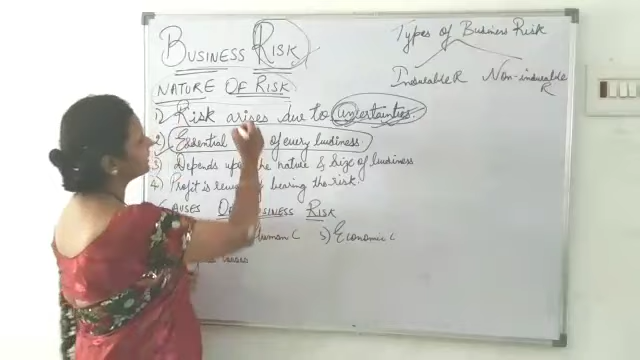 BUSINESS RISK
NATURE OF RISK
1) Risk arises due to uncertainties.
2) Essential of every business
3) Depends upon the nature & size of business
4) Profit is reward bearing the risk.
CAUSES OF BUSINESS RISK
Human C 3) Economic C
Types of Business Risk
Insurable R Non-insurable R